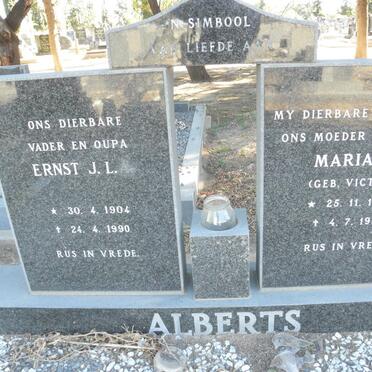 'N SIMBOOL
VAN LIEFDE AAN
ONS DIERBARE
VADER EN OUPA
ERNST J.L.
* 30. 4. 1904
† 24. 4. 1990
RUS IN VREDE.
MY DIERBARE
ONS MOEDER
MARIA
(GEB. VICT
* 25. 11. 1
† 4. 7. 19
RUS IN VRE
ALBERTS